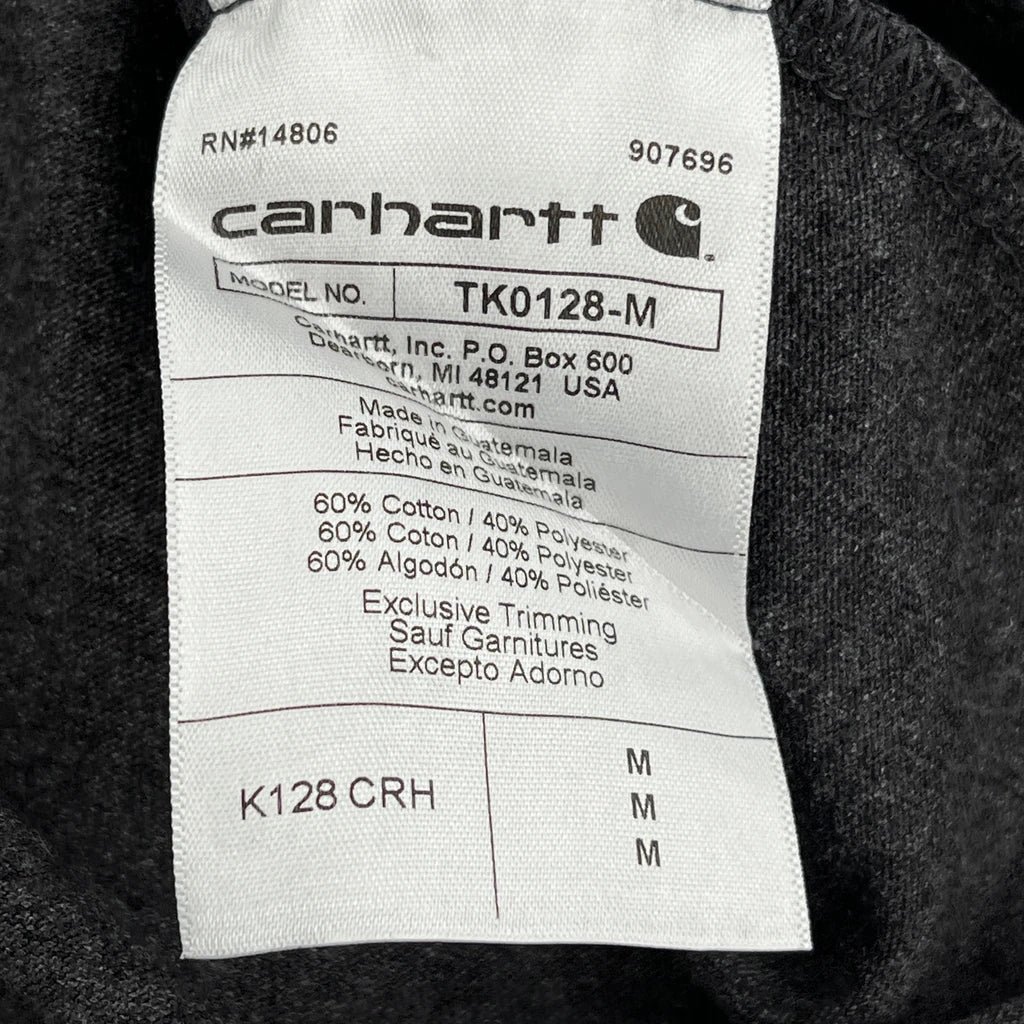 RN#14806
907696
carhartt
MODEL NO. TK0128-M
Carhartt, Inc. P.O. Box 600
Dearborn, MI 48121 USA
carhartt.com
Made in Guatemala
Fabriqué au Guatemala
Hecho en Guatemala
60% Cotton / 40% Polyester
60% Coton / 40% Polyester
60% Algodón / 40% Poliéster
Exclusive Trimming
Sauf Garnitures
Excepto Adorno
K128 CRH
M
M
M